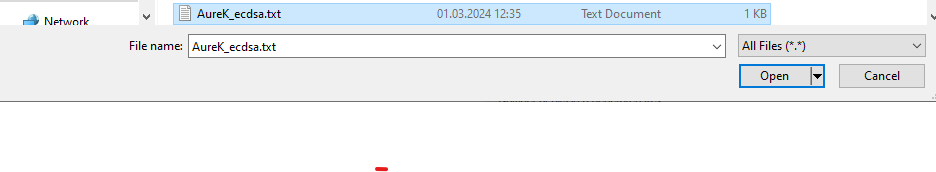 Network
AureK_ecdsa.txt 01.03.2024 12:35 Text Document 1 KB
File name: AureK_ecdsa.txt All Files (*.*)
Open Cancel